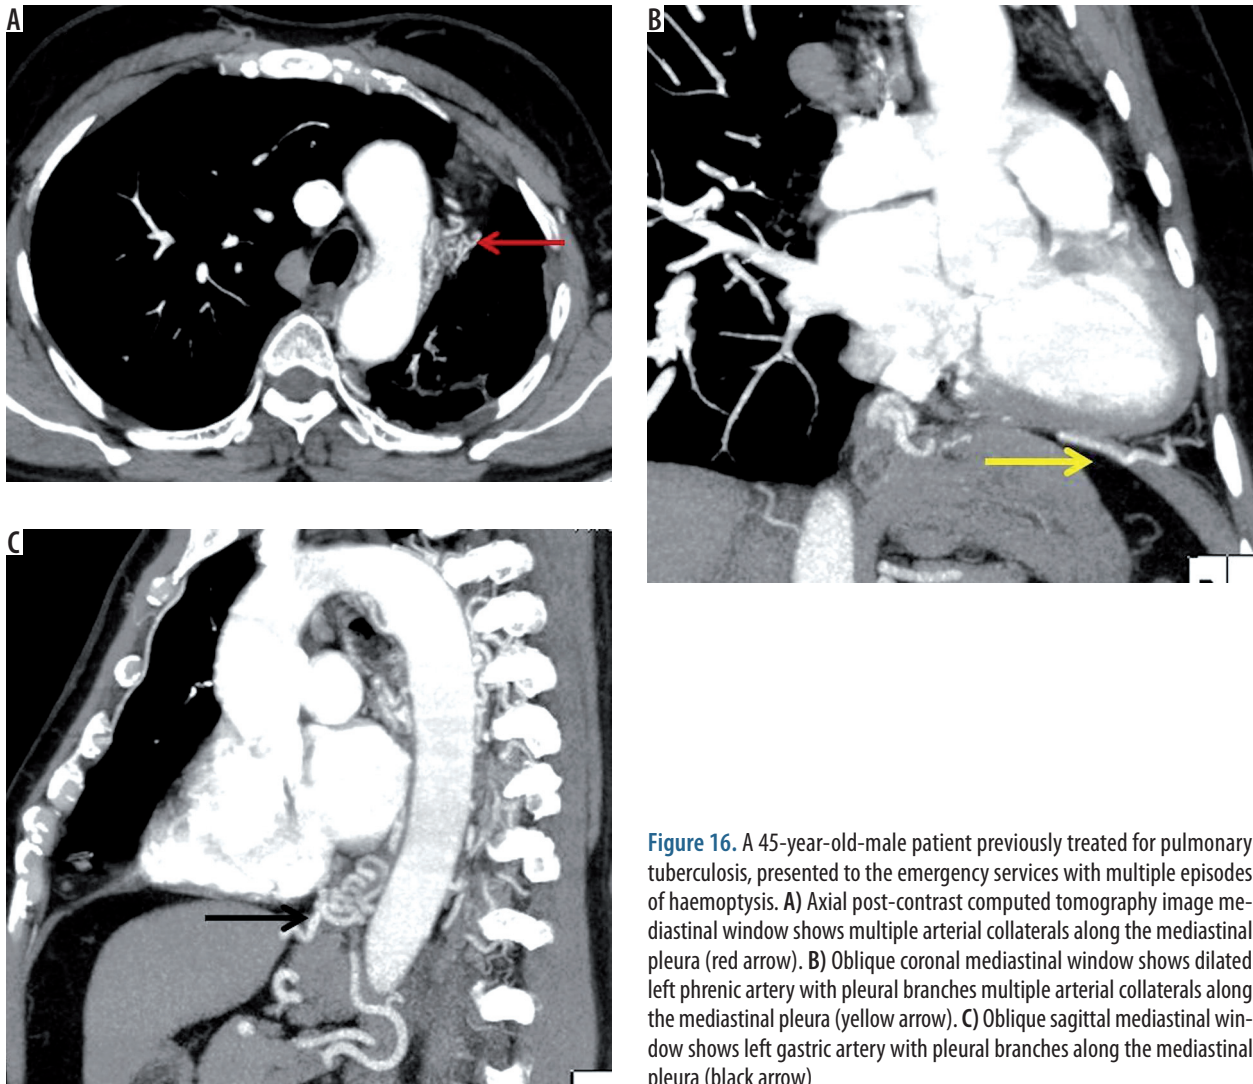 A
B
C
Figure 16. A 45-year-old-male patient previously treated for pulmonary
tuberculosis, presented to the emergency services with multiple episodes
of haemoptysis. A) Axial post-contrast computed tomography image me-
diastinal window shows multiple arterial collaterals along the mediastinal
pleura (red arrow). B) Oblique coronal mediastinal window shows dilated
left phrenic artery with pleural branches multiple arterial collaterals along
the mediastinal pleura (yellow arrow). C) Oblique sagittal mediastinal win-
dow shows left gastric artery with pleural branches along the mediastinal
pleura (black arrow)